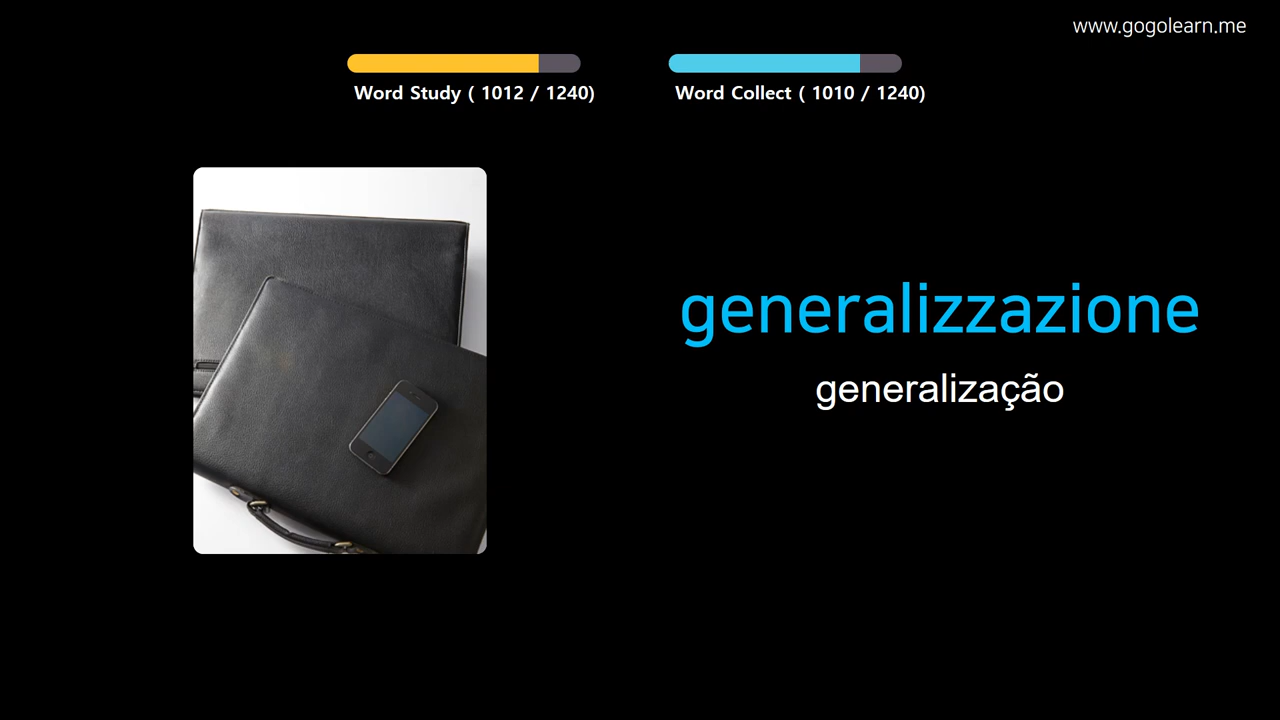 www.gogolearn.me
Word Study ( 1012 / 1240)
Word Collect ( 1010 / 1240)
generalizzazione
generalização